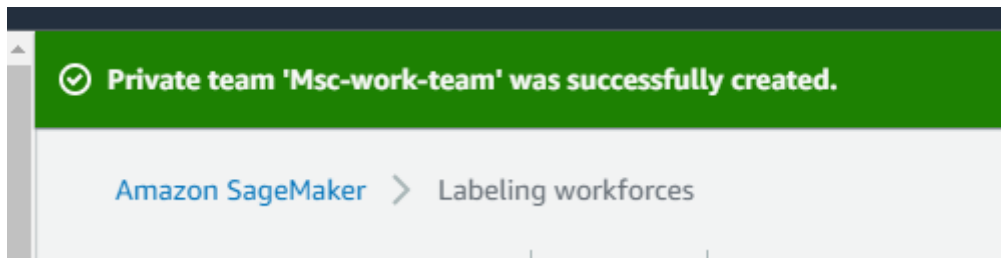 Private team 'Msc-work-team' was successfully created.
Amazon SageMaker > Labeling workforces